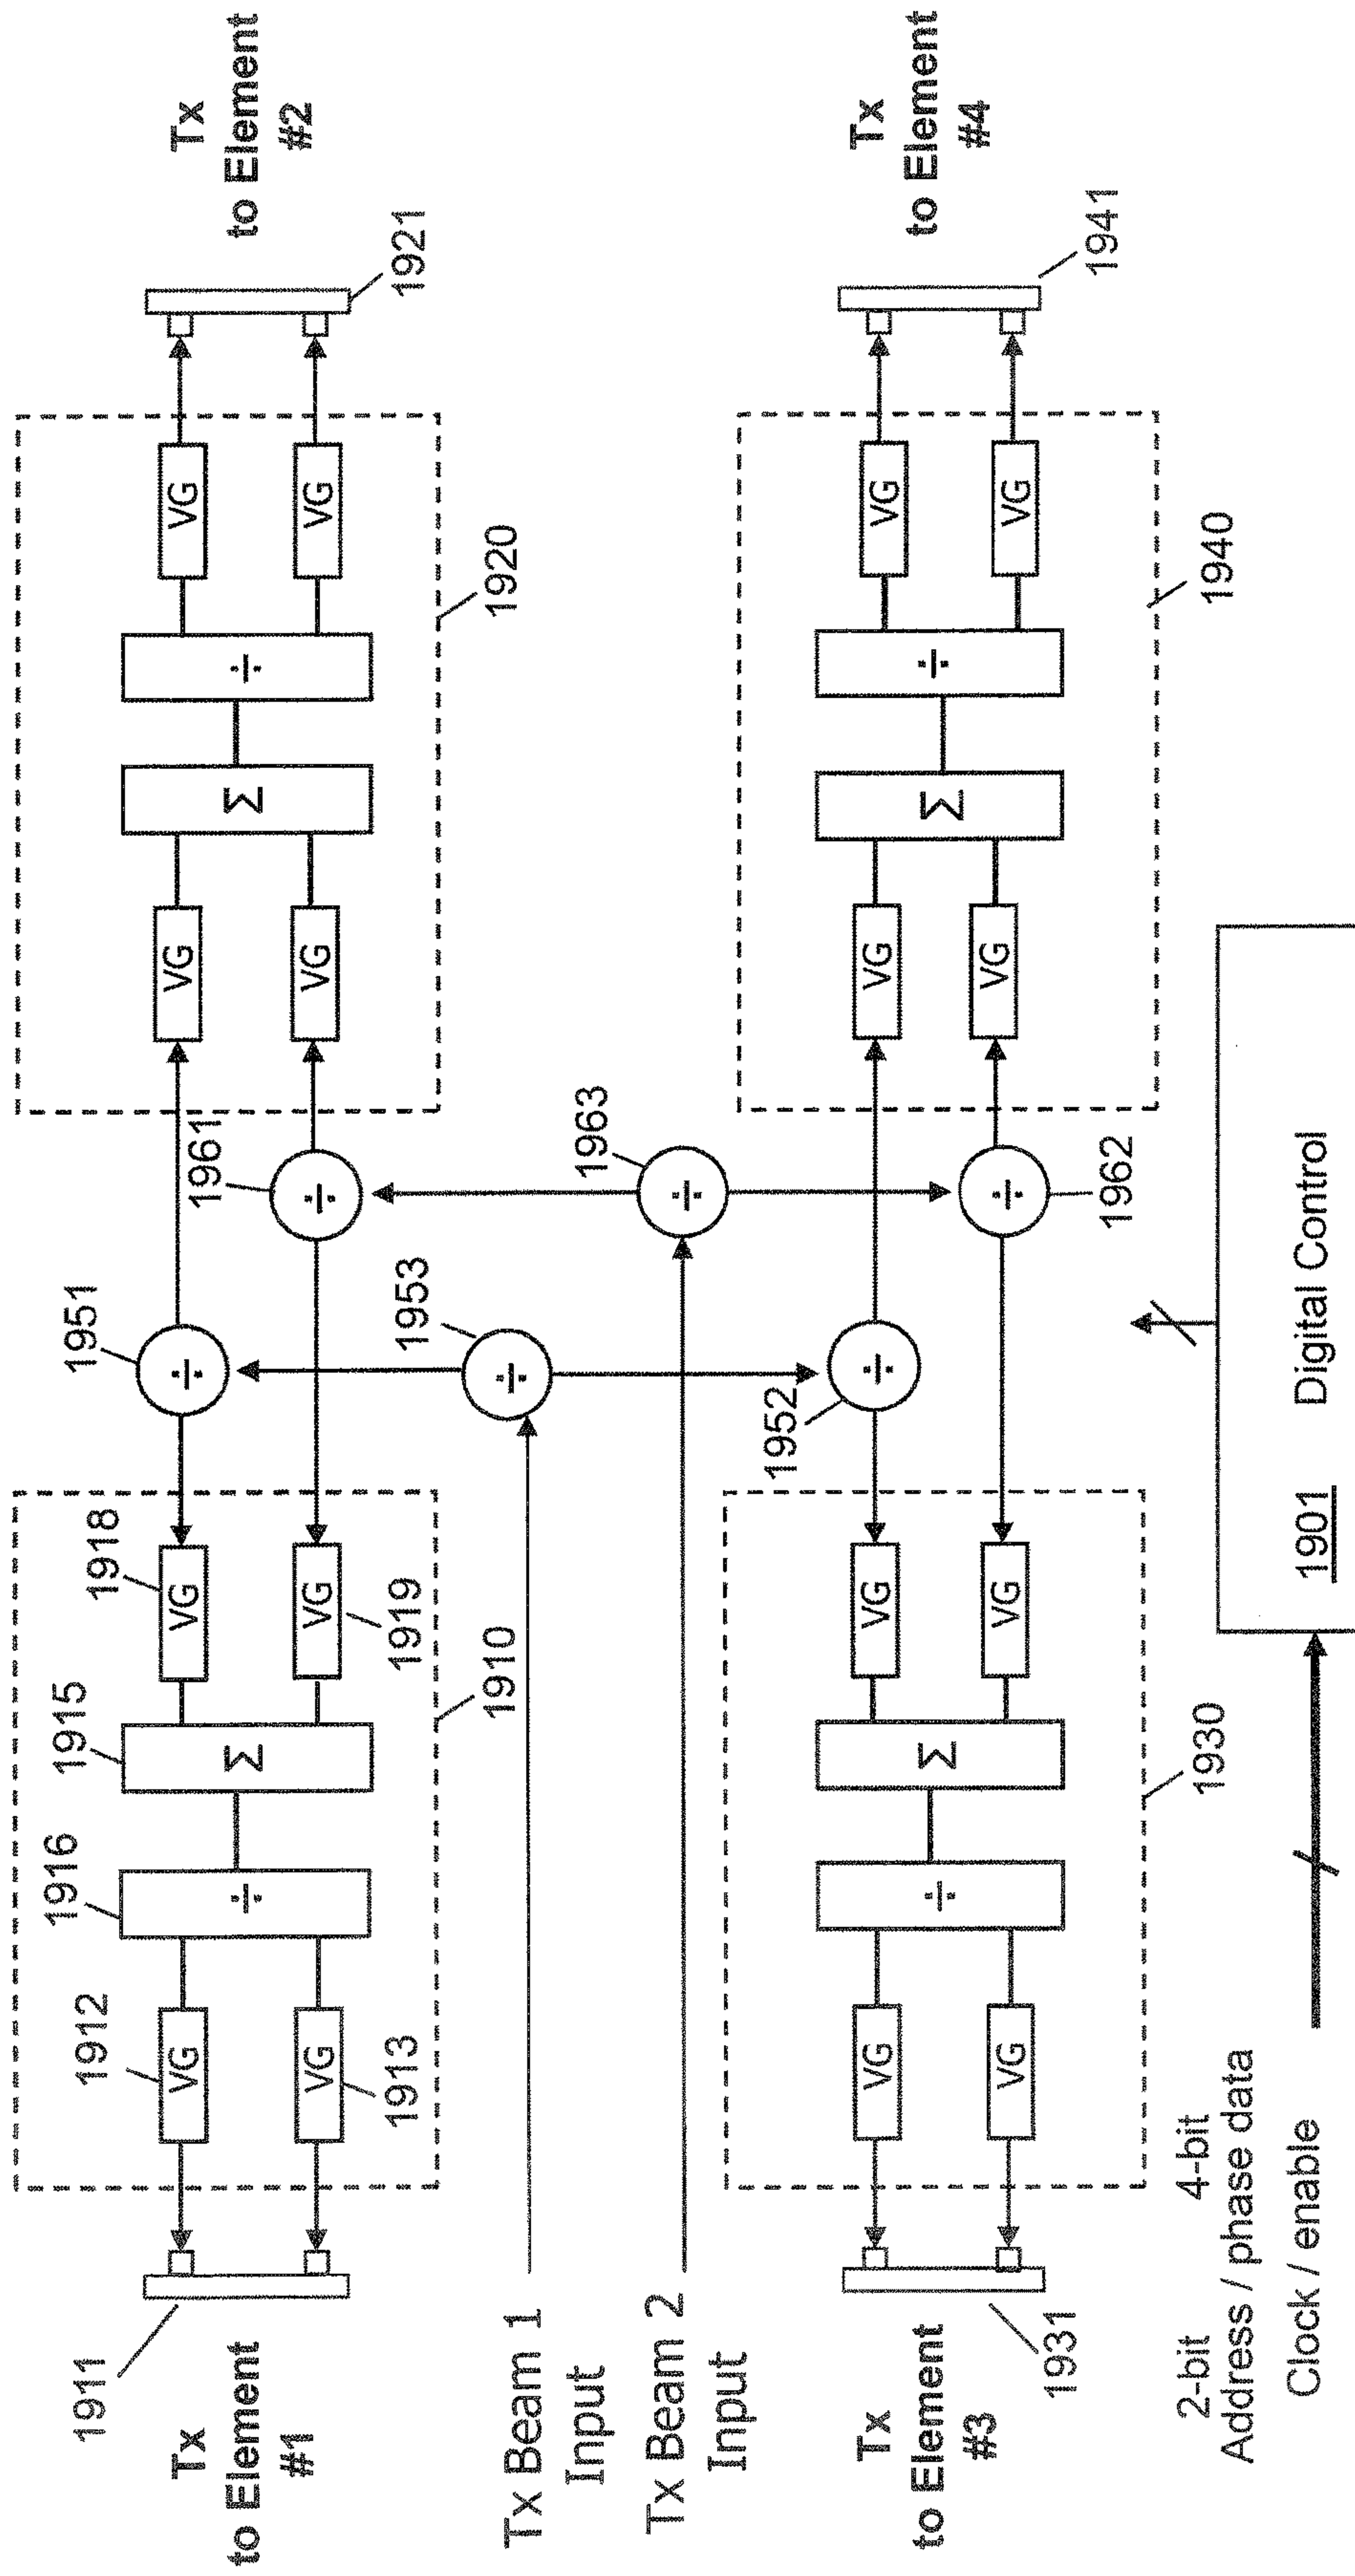 Tx
to Element
#1
1911
1912
VG
1913
VG
1916
÷
1915
Σ
1918
VG
1919
VG
1910
1951
÷
1961
÷
VG
VG
Σ
÷
VG
VG
1920
1921
Tx
to Element
#2
Tx Beam 1
Input
1953
÷
Tx Beam 2
Input
1963
÷
Tx
to Element
#3
1931
VG
VG
÷
Σ
VG
VG
1930
1952
÷
1962
÷
VG
VG
Σ
÷
VG
VG
1940
1941
Tx
to Element
#4
2-bit 4-bit
Address / phase data
Clock / enable
1901 Digital Control